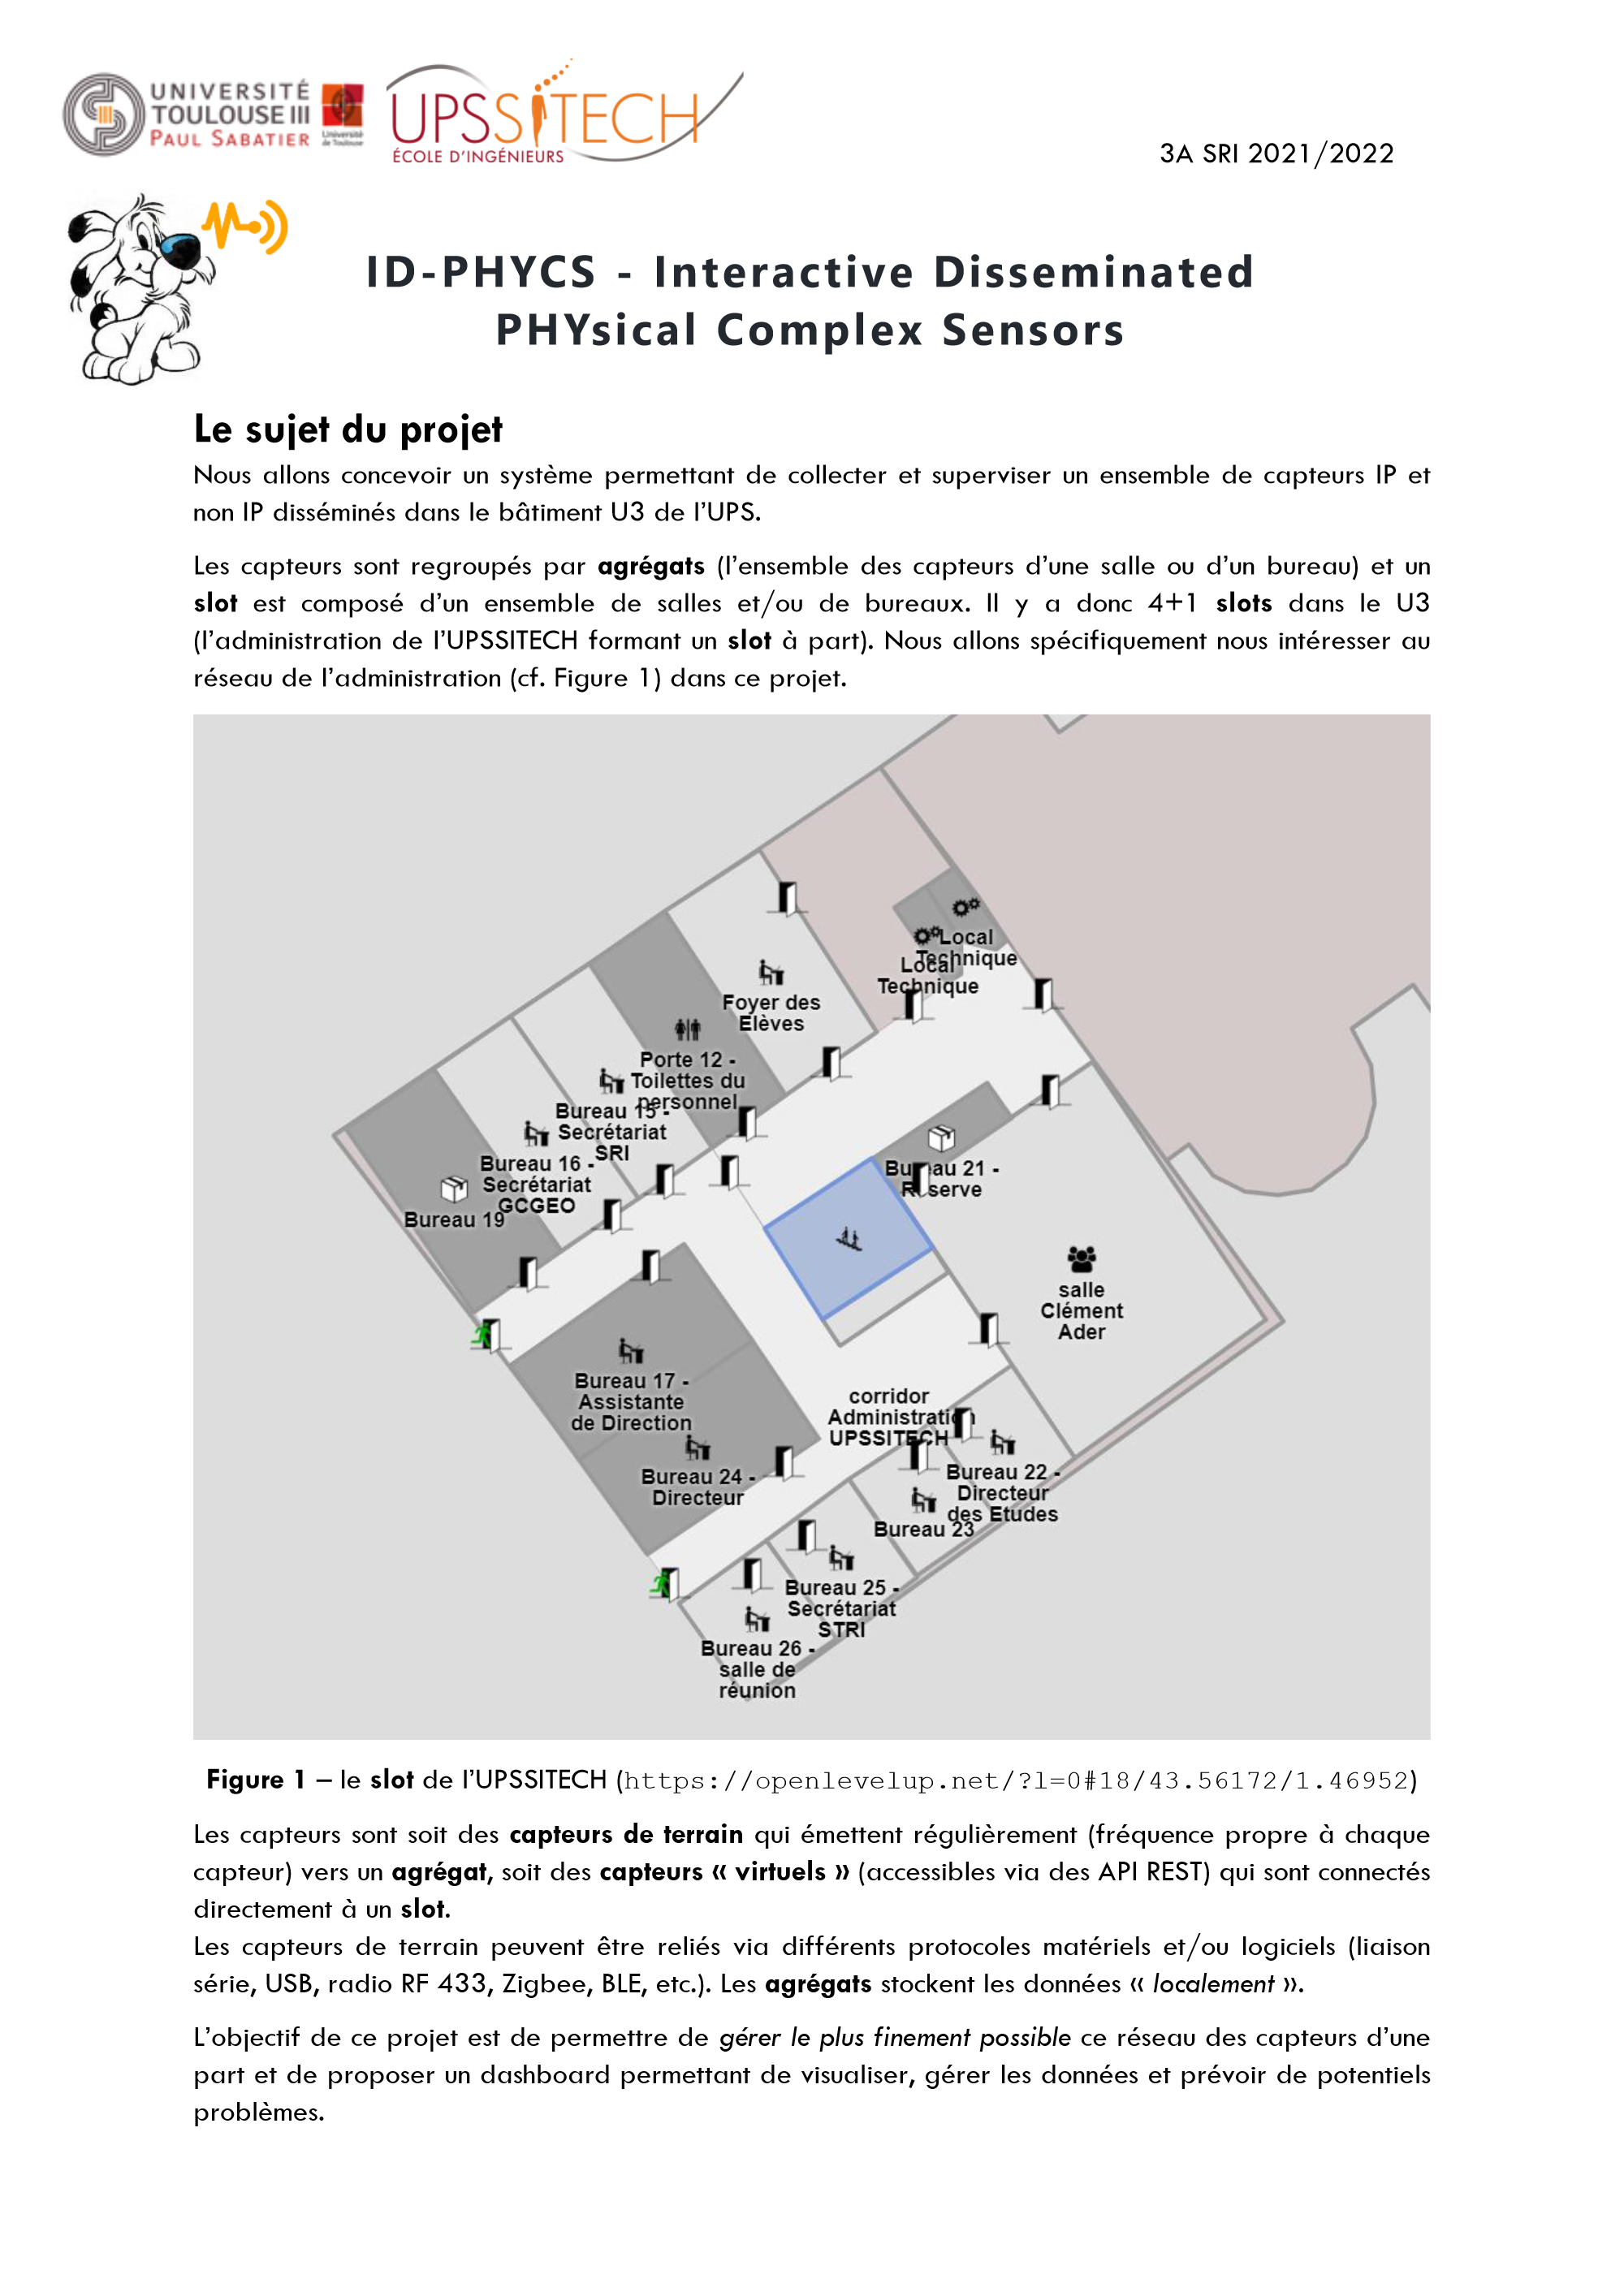 UNIVERSITÉ
TOULOUSE III
PAUL SABATIER
Université
de Toulouse
UPSSITECH
ÉCOLE D'INGÉNIEURS
3A SRI 2021/2022
ID-PHYCS - Interactive Disseminated
PHYsical Complex Sensors
Le sujet du projet
Nous allons concevoir un système permettant de collecter et superviser un ensemble de capteurs IP et
non IP disséminés dans le bâtiment U3 de l'UPS.
Les capteurs sont regroupés par agrégats (l'ensemble des capteurs d'une salle ou d'un bureau) et un
slot est composé d'un ensemble de salles et/ou de bureaux. Il y a donc 4+1 slots dans le U3
(l'administration de l'UPSSITECH formant un slot à part). Nous allons spécifiquement nous intéresser au
réseau de l'administration (cf. Figure 1) dans ce projet.
Local
Technique
Local
Technique
Foyer des
Elèves
Porte 12 -
Toilettes du
personnel
Bureau 15 -
Secrétariat
SRI
Bureau 16 -
Secrétariat
GCGEO
Bureau 19
Bureau 21 -
Réserve
salle
Clément
Ader
Bureau 17 -
Assistante
de Direction
corridor
Administration
UPSSITECH
Bureau 24 -
Directeur
Bureau 22 -
Directeur
des Etudes
Bureau 23
Bureau 25 -
Secrétariat
STRI
Bureau 26 -
salle de
réunion
Figure 1 – le slot de l'UPSSITECH (https://openlevelup.net/?l=0#18/43.56172/1.46952)
Les capteurs sont soit des capteurs de terrain qui émettent régulièrement (fréquence propre à chaque
capteur) vers un agrégat, soit des capteurs « virtuels » (accessibles via des API REST) qui sont connectés
directement à un slot.
Les capteurs de terrain peuvent être reliés via différents protocoles matériels et/ou logiciels (liaison
série, USB, radio RF 433, Zigbee, BLE, etc.). Les agrégats stockent les données « localement ».
L'objectif de ce projet est de permettre de gérer le plus finement possible ce réseau des capteurs d'une
part et de proposer un dashboard permettant de visualiser, gérer les données et prévoir de potentiels
problèmes.